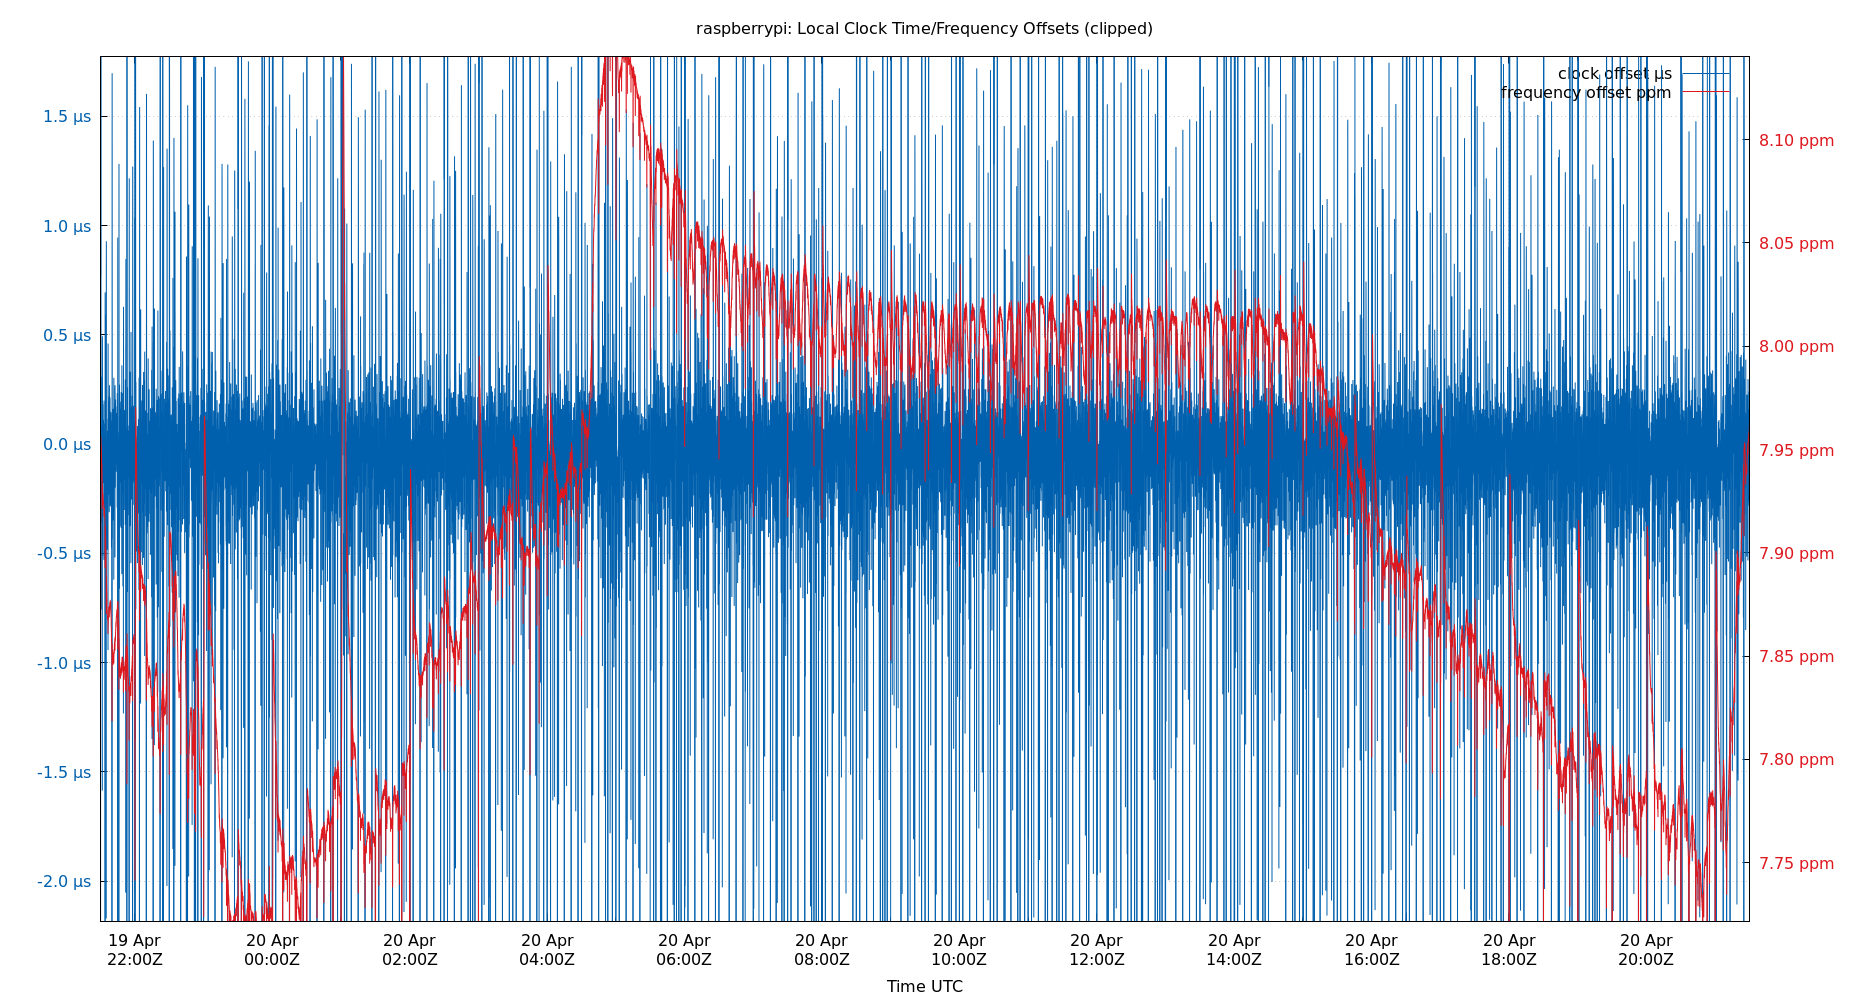 raspberrypi: Local Clock Time/Frequency Offsets (clipped)
clock offset µs
frequency offset ppm
1.5 µs
1.0 µs
0.5 µs
0.0 µs
-0.5 µs
-1.0 µs
-1.5 µs
-2.0 µs
8.10 ppm
8.05 ppm
8.00 ppm
7.95 ppm
7.90 ppm
7.85 ppm
7.80 ppm
7.75 ppm
19 Apr 20 Apr 20 Apr 20 Apr 20 Apr 20 Apr 20 Apr 20 Apr 20 Apr 20 Apr 20 Apr 20 Apr
22:00Z 00:00Z 02:00Z 04:00Z 06:00Z 08:00Z 10:00Z 12:00Z 14:00Z 16:00Z 18:00Z 20:00Z
Time UTC